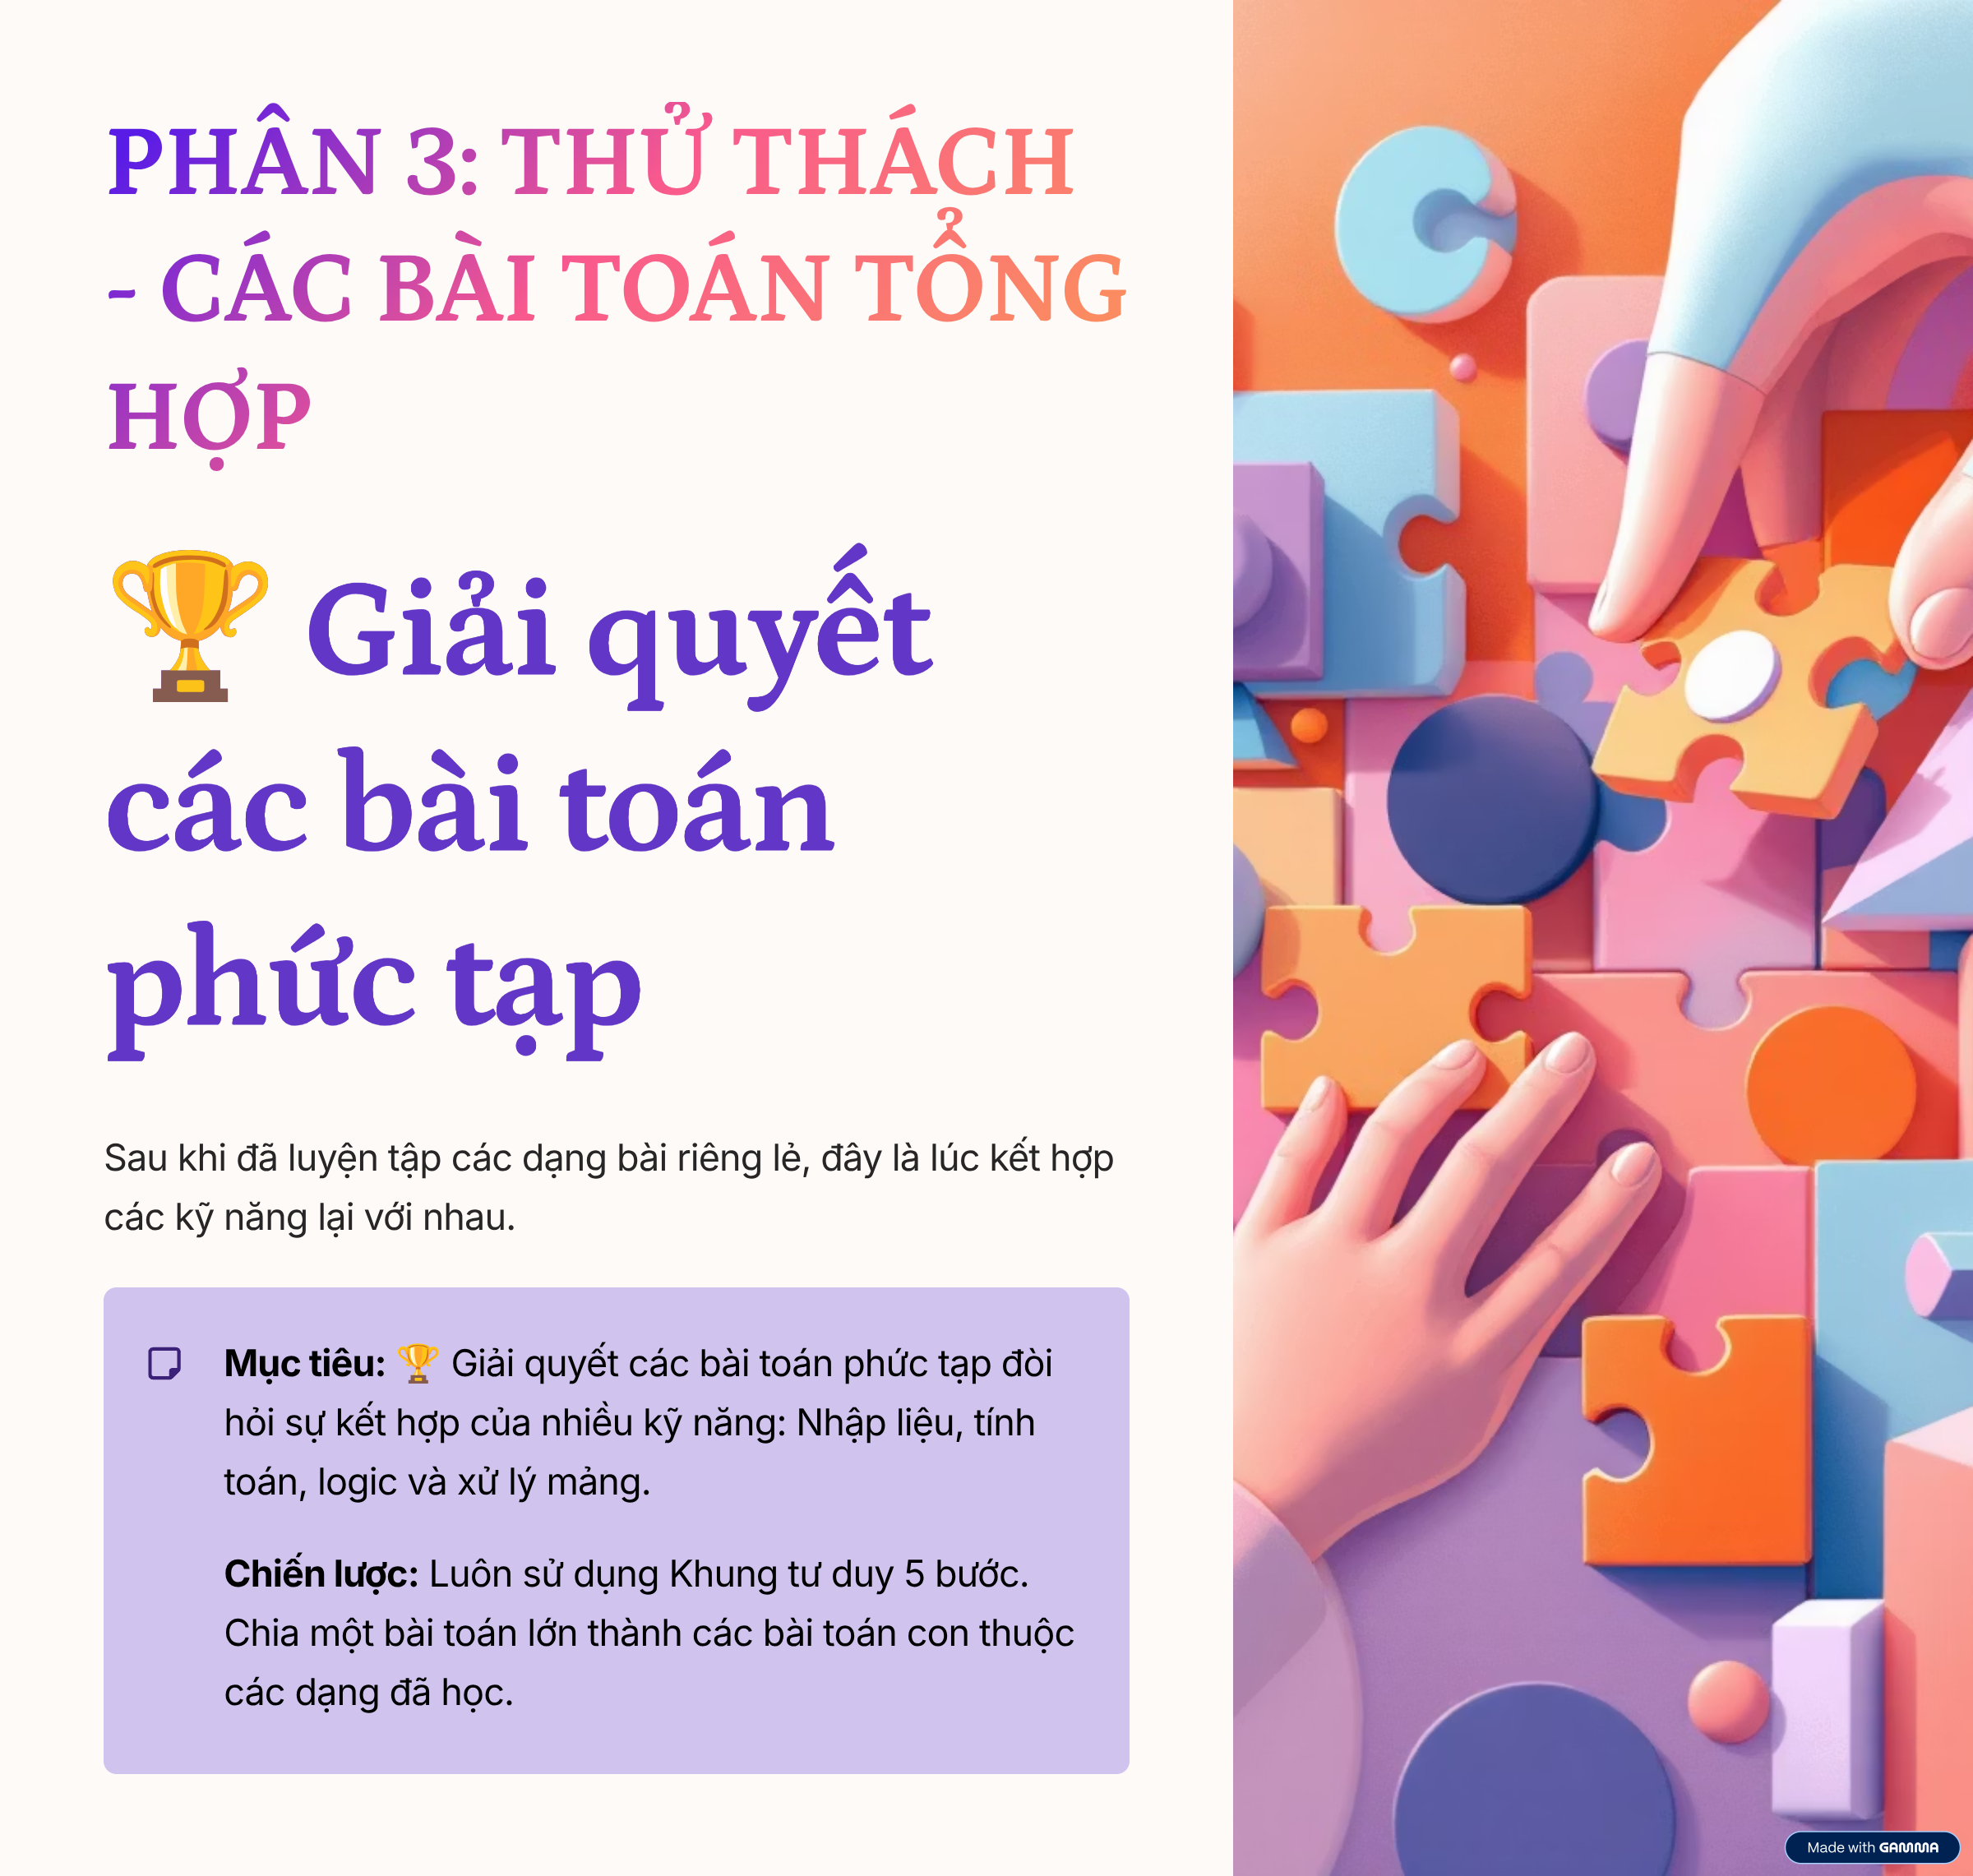 PHÂN 3: THỬ THÁCH
- CÁC BÀI TOÁN TỔNG
HỢP
🏆 Giải quyết
các bài toán
phức tạp
Sau khi đã luyện tập các dạng bài riêng lẻ, đây là lúc kết hợp
các kỹ năng lại với nhau.
Mục tiêu: 🏆 Giải quyết các bài toán phức tạp đòi
hỏi sự kết hợp của nhiều kỹ năng: Nhập liệu, tính
toán, logic và xử lý mảng.
Chiến lược: Luôn sử dụng Khung tư duy 5 bước.
Chia một bài toán lớn thành các bài toán con thuộc
các dạng đã học.
Made with GAMMA